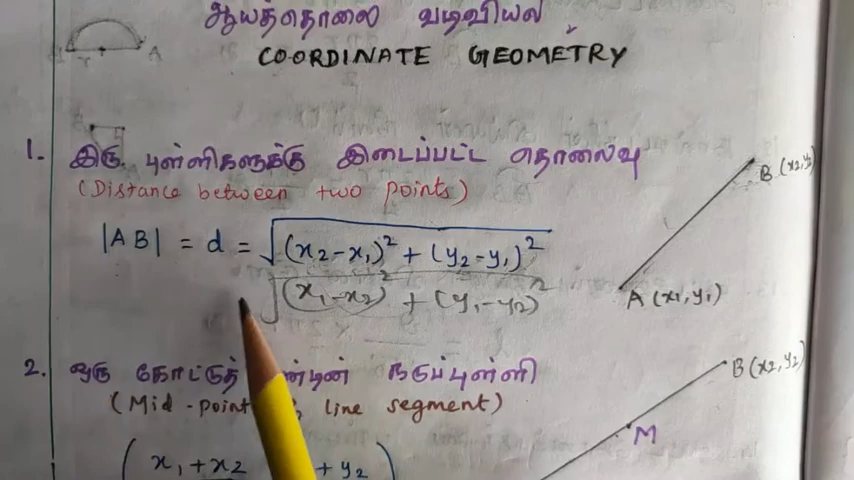 ஆயத்தொலை வடிவியல்
COORDINATE GEOMETRY
A
r
1. இரு புள்ளிகளுக்கு இடைப்பட்ட தொலைவு
(Distance between two points)
B (x₂,y₂)
|AB| = d = √(x₂-x₁)² + (y₂-y₁)²
√(x₁-x₂)² + (y₁-y₂)²
A (x₁,y₁)
2. ஒரு கோட்டுத் நடுப்புள்ளி
B(x₂,y₂)
(Mid-point line segment)
M
x₁+x₂ + y₂